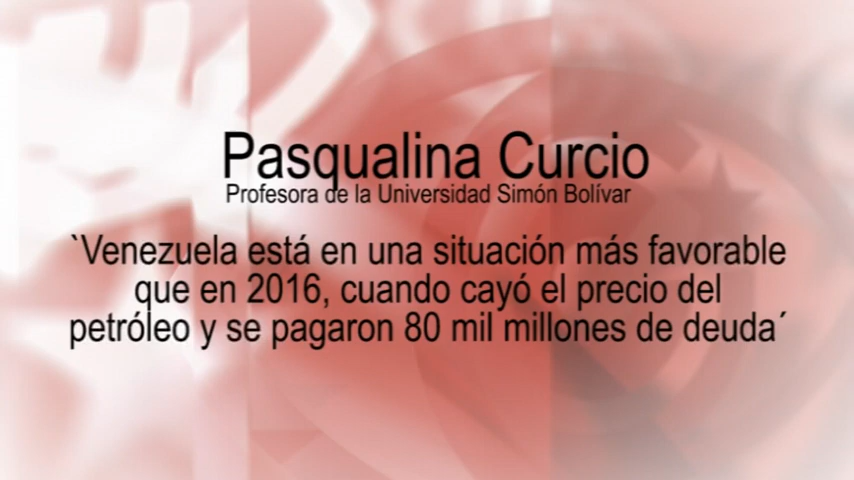 Pasqualina Curcio
Profesora de la Universidad Simón Bolívar
`Venezuela está en una situación más favorable
que en 2016, cuando cayó el precio del
petróleo y se pagaron 80 mil millones de deuda´